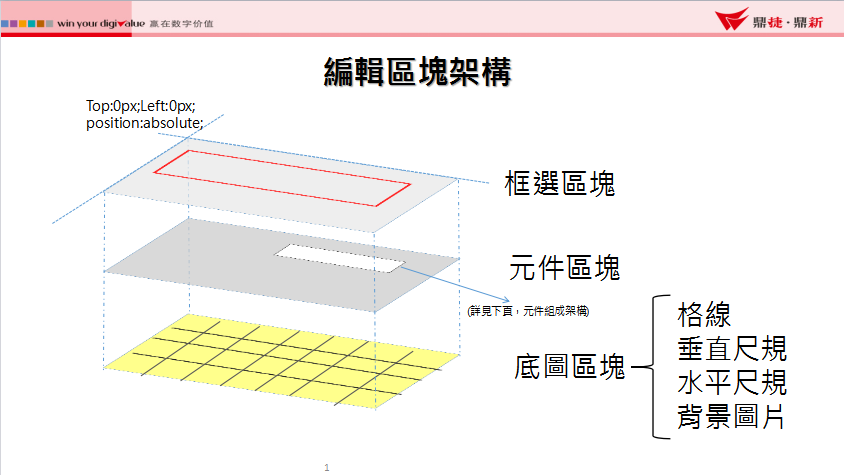 win your digivalue 赢在数字价值
鼎捷·鼎新
編輯區塊架構
Top:0px;Left:0px;
position:absolute;
框選區塊
元件區塊
(詳見下頁，元件組成架構)
底圖區塊
格線
垂直尺規
水平尺規
背景圖片
1